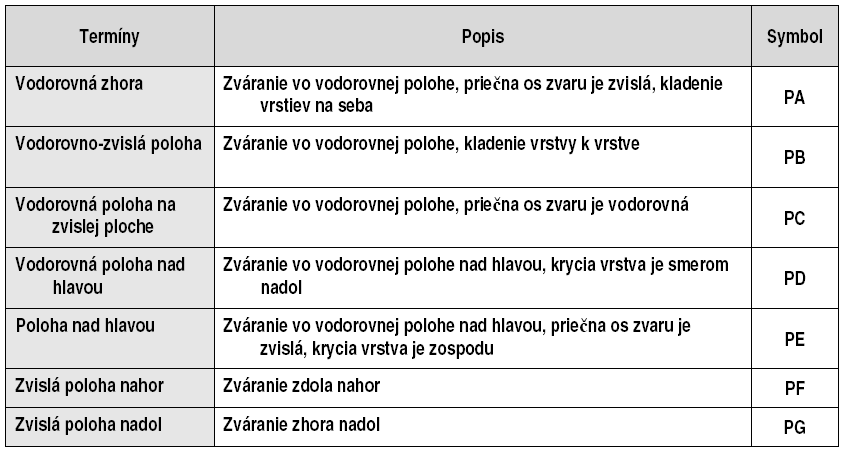 Termíny Popis Symbol
Vodorovná zhora Zváranie vo vodorovnej polohe, priečna os zvaru je zvislá, kladenie
vrstiev na seba PA
Vodorovno-zvislá poloha Zváranie vo vodorovnej polohe, kladenie vrstvy k vrstve PB
Vodorovná poloha na Zváranie vo vodorovnej polohe, priečna os zvaru je vodorovná
zvislej ploche PC
Vodorovná poloha nad Zváranie vo vodorovnej polohe nad hlavou, krycia vrstva je smerom
hlavou nadol PD
Poloha nad hlavou Zváranie vo vodorovnej polohe nad hlavou, priečna os zvaru je
zvislá, krycia vrstva je zospodu PE
Zvislá poloha nahor Zváranie zdola nahor PF
Zvislá poloha nadol Zváranie zhora nadol PG